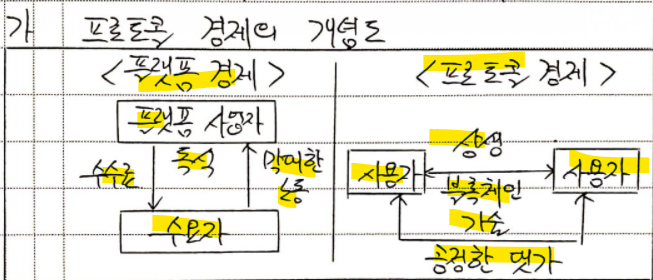 가 프로토콜 경제의 개념도
<플랫폼 경제>
플랫폼 사업자
수수료 독식 막대한 노동
수요자
<프로토콜 경제>
상생
사용자 사용자
블록체인
기술
공정한 댓가